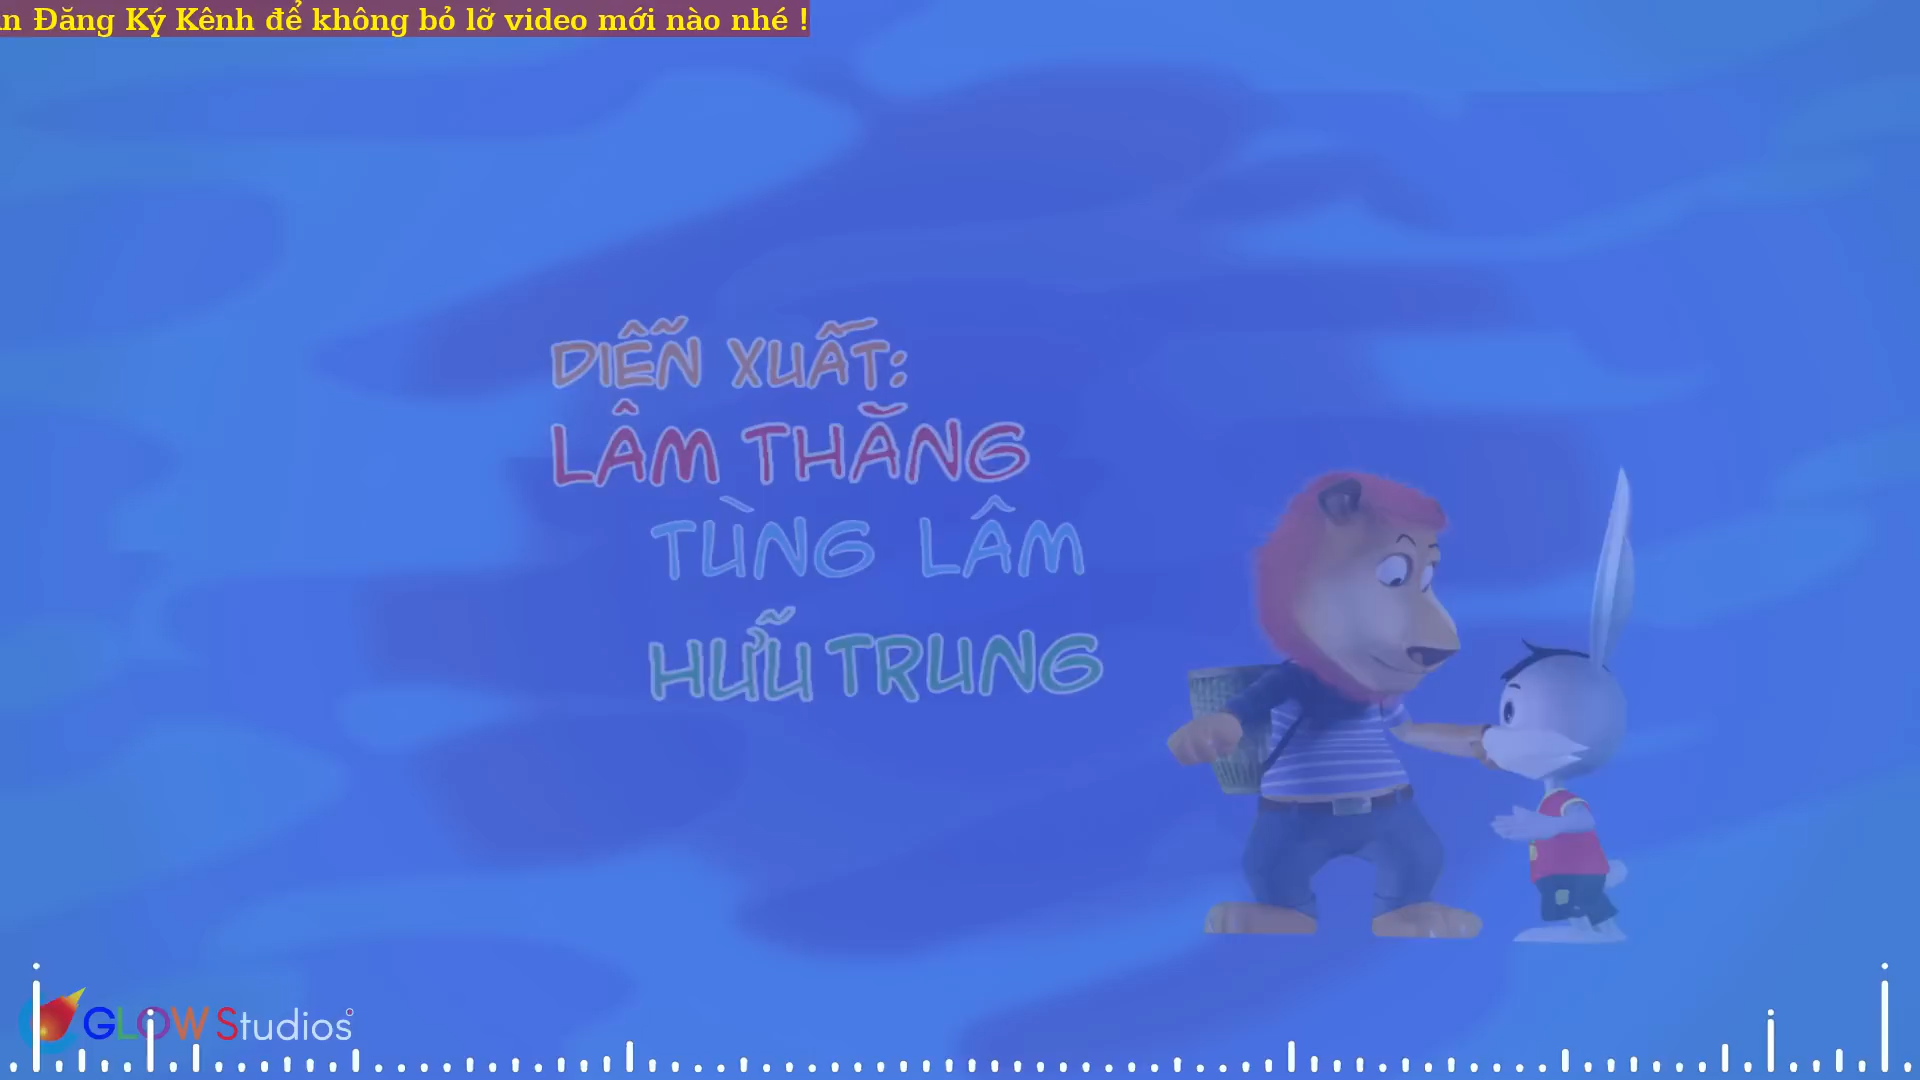 n Đăng Ký Kênh để không bỏ lỡ video mới nào nhé !
DIỄN XUẤT:
LÂM THẮNG
TÙNG LÂM
HỮU TRUNG
GLOW Studios